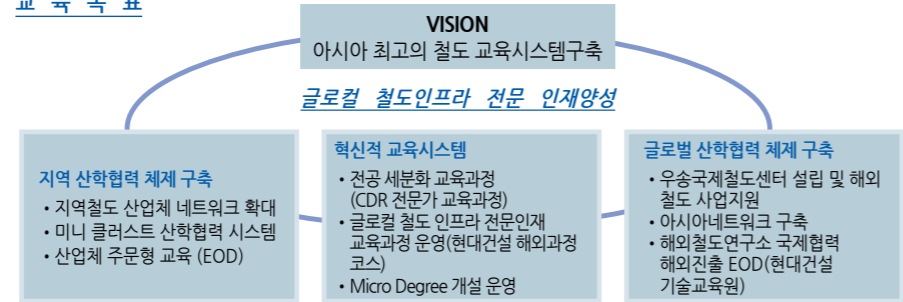 교 육 목 표
VISION
아시아 최고의 철도 교육시스템구축
글로컬 철도인프라 전문 인재양성
지역 산학협력 체제 구축
• 지역철도 산업체 네트워크 확대
• 미니 클러스트 산학협력 시스템
• 산업체 주문형 교육 (EOD)
혁신적 교육시스템
• 전공 세분화 교육과정
(CDR 전문가 교육과정)
• 글로컬 철도 인프라 전문인재
교육과정 운영(현대건설 해외과정
코스)
• Micro Degree 개설 운영
글로벌 산학협력 체제 구축
• 우송국제철도센터 설립 및 해외
철도 사업지원
• 아시아네트워크 구축
• 해외철도연구소 국제협력
해외진출 EOD(현대건설
기술교육원)